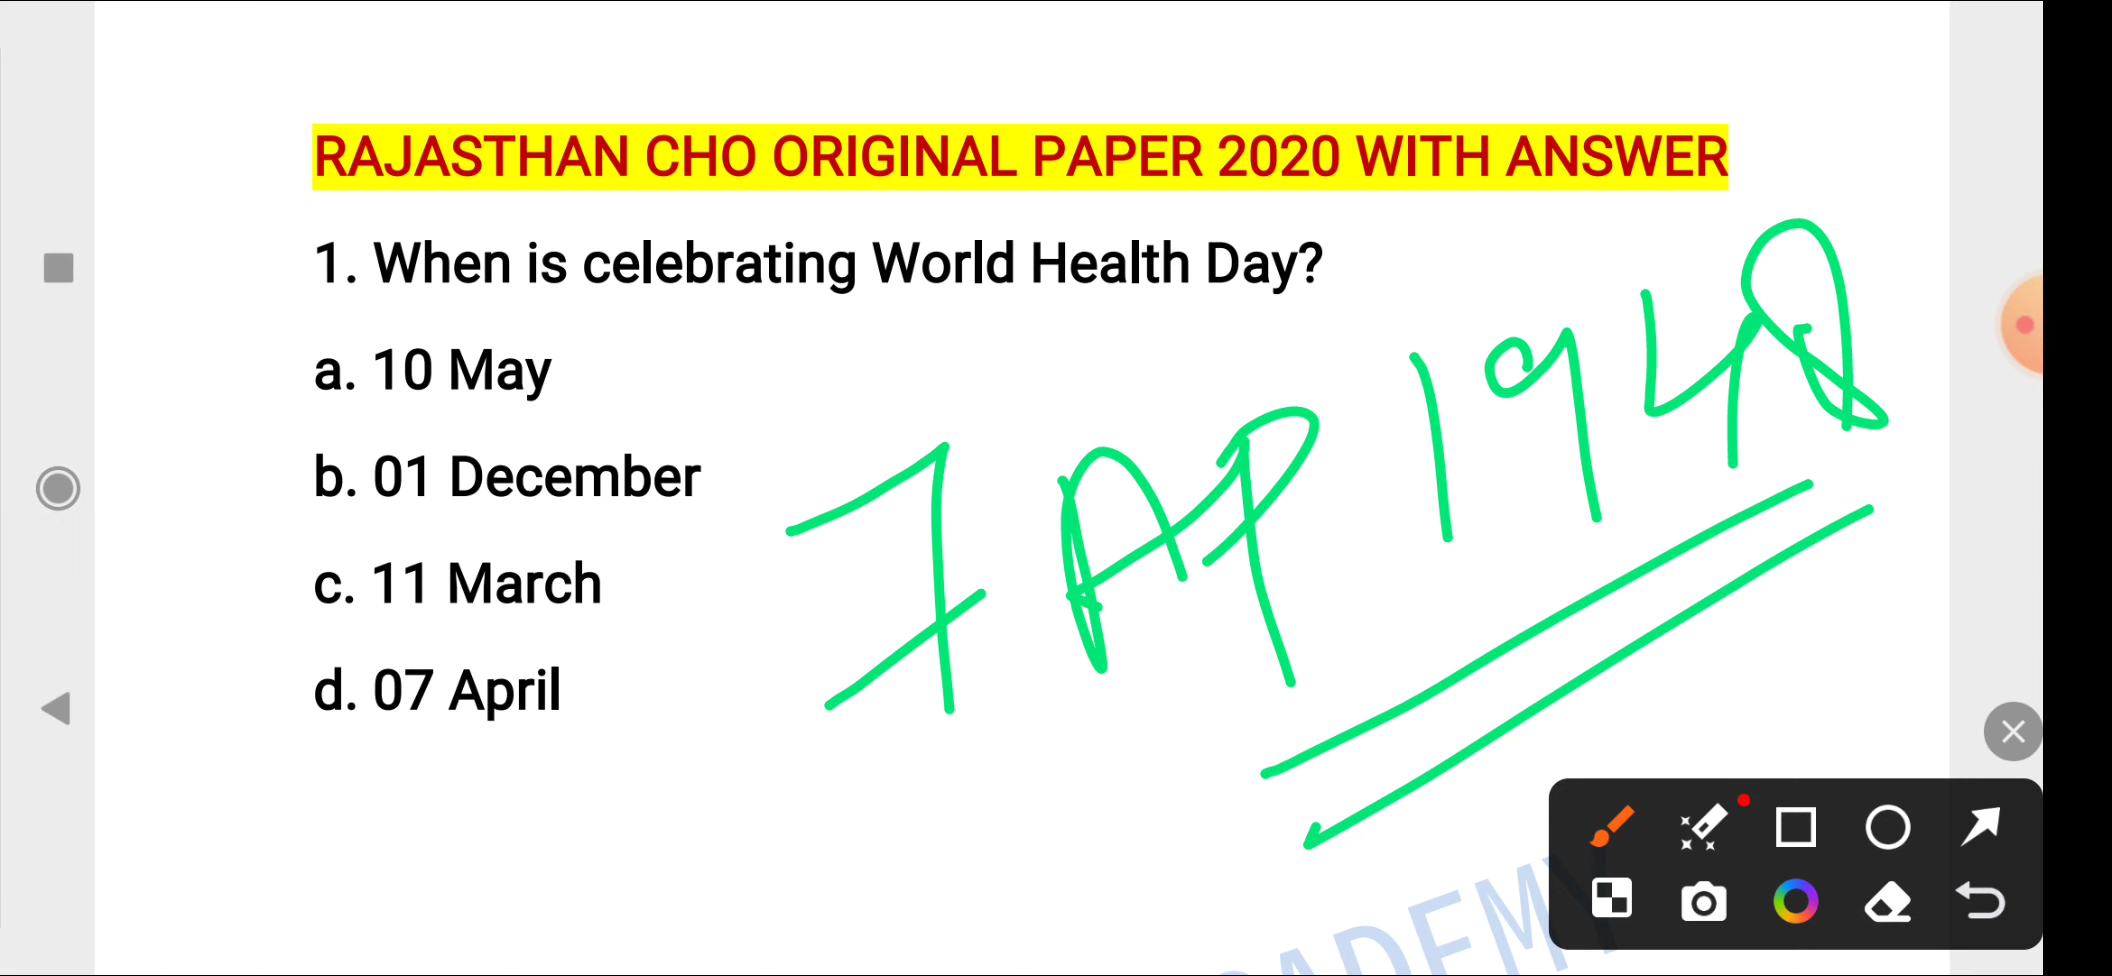 RAJASTHAN CHO ORIGINAL PAPER 2020 WITH ANSWER
1. When is celebrating World Health Day?
a. 10 May
b. 01 December
c. 11 March
d. 07 April
7 AP 1948